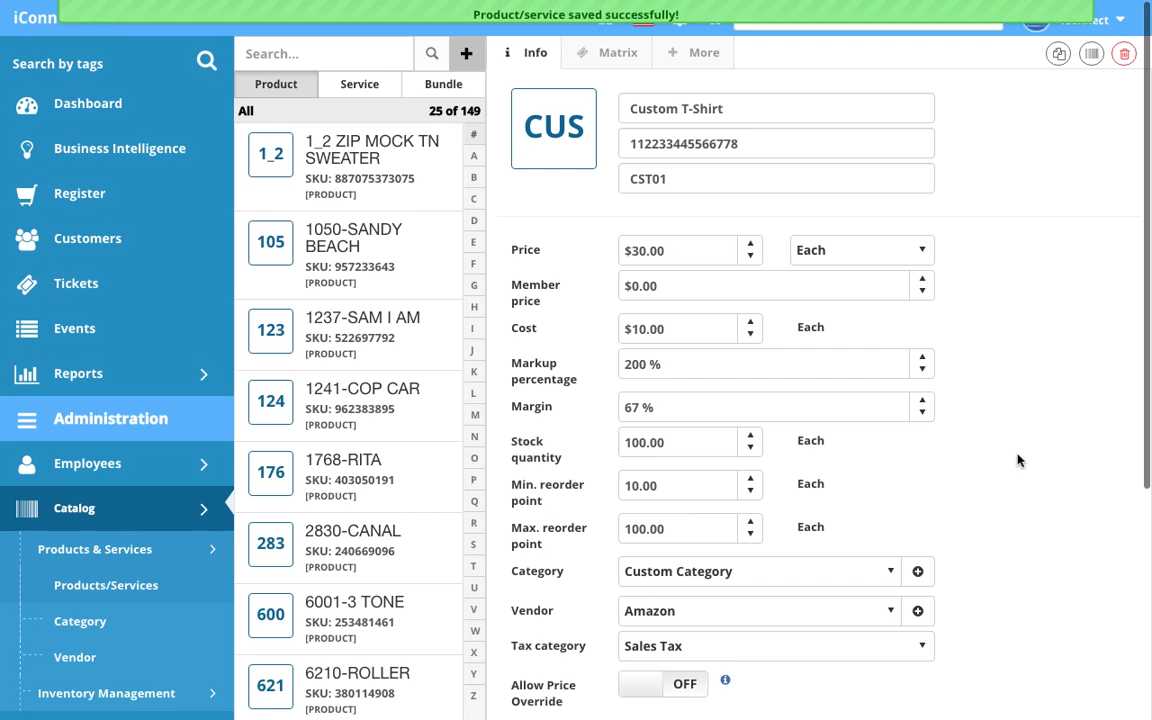 Product/service saved successfully!
iConn
Search by tags
Dashboard
Business Intelligence
Register
Customers
Tickets
Events
Reports
Administration
Employees
Catalog
Products & Services
Products/Services
Category
Vendor
Inventory Management
Search...
Product Service Bundle
All 25 of 149
1_2
1_2 ZIP MOCK TN
SWEATER
SKU: 887075373075
[PRODUCT]
105
1050-SANDY
BEACH
SKU: 957233643
[PRODUCT]
123
1237-SAM I AM
SKU: 522697792
[PRODUCT]
124
1241-COP CAR
SKU: 962383895
[PRODUCT]
176
1768-RITA
SKU: 403050191
[PRODUCT]
283
2830-CANAL
SKU: 240669096
[PRODUCT]
600
6001-3 TONE
SKU: 253481461
[PRODUCT]
621
6210-ROLLER
SKU: 380114908
[PRODUCT]
#
A
B
C
D
E
F
G
H
I
J
K
L
M
N
O
P
Q
R
S
T
U
V
W
X
Y
Z
Info Matrix More
CUS
Custom T-Shirt
112233445566778
CST01
Price $30.00 Each
Member
price
$0.00
Cost $10.00 Each
Markup
percentage
200 %
Margin 67 %
Stock
quantity
100.00 Each
Min. reorder
point
10.00 Each
Max. reorder
point
100.00 Each
Category Custom Category
Vendor Amazon
Tax category Sales Tax
Allow Price
Override
OFF